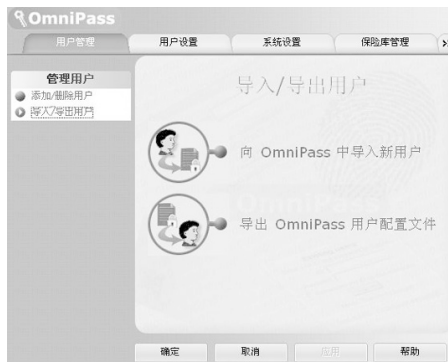 OmniPass
用户管理 用户设置 系统设置 保险库管理
管理用户
添加/删除用户
导入/导出用户
导入/导出用户
向 OmniPass 中导入新用户
导出 OmniPass 用户配置文件
确定 取消 应用 帮助